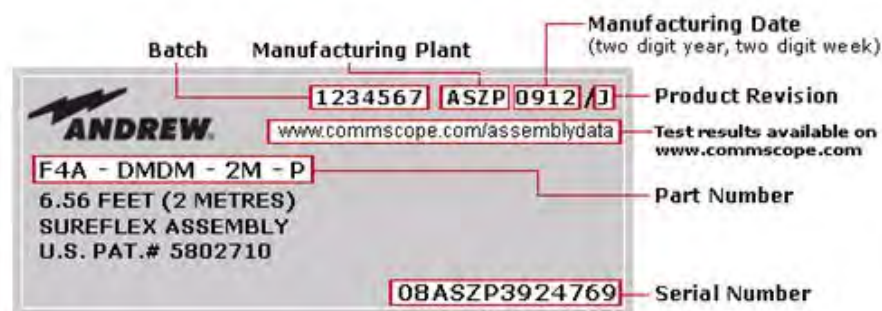 Manufacturing Date
(two digit year, two digit week)
Batch
Manufacturing Plant
1234567 ASZP 0912/J
Product Revision
ANDREW.
www.commscope.com/assemblydata
Test results available on
www.commscope.com
F4A - DMDM - 2M - P
Part Number
6.56 FEET (2 METRES)
SUREFLEX ASSEMBLY
U.S. PAT.# 5802710
08ASZP3924769
Serial Number